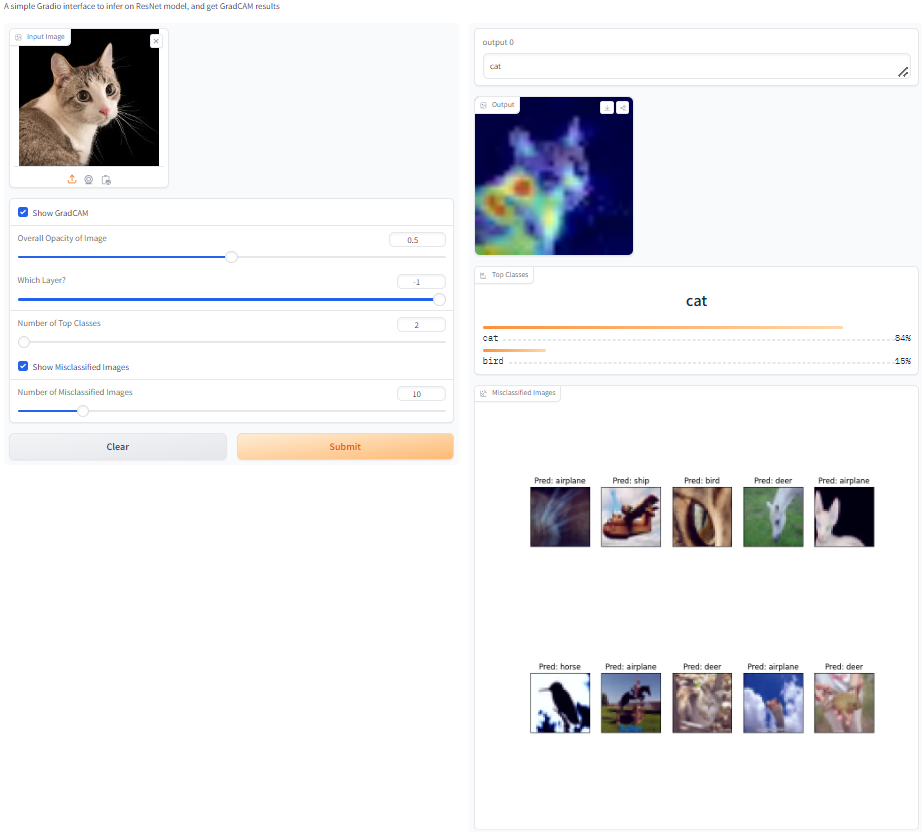 A simple Gradio interface to infer on ResNet model, and get GradCAM results
Input Image
Show GradCAM
Overall Opacity of Image
0.5
Which Layer?
-1
Number of Top Classes
2
Show Misclassified Images
Number of Misclassified Images
10
Clear
Submit
output 0
cat
Output
Top Classes
cat
cat 84%
bird 15%
Misclassified Images
Pred: airplane Pred: ship Pred: bird Pred: deer Pred: airplane
Pred: horse Pred: airplane Pred: deer Pred: airplane Pred: deer